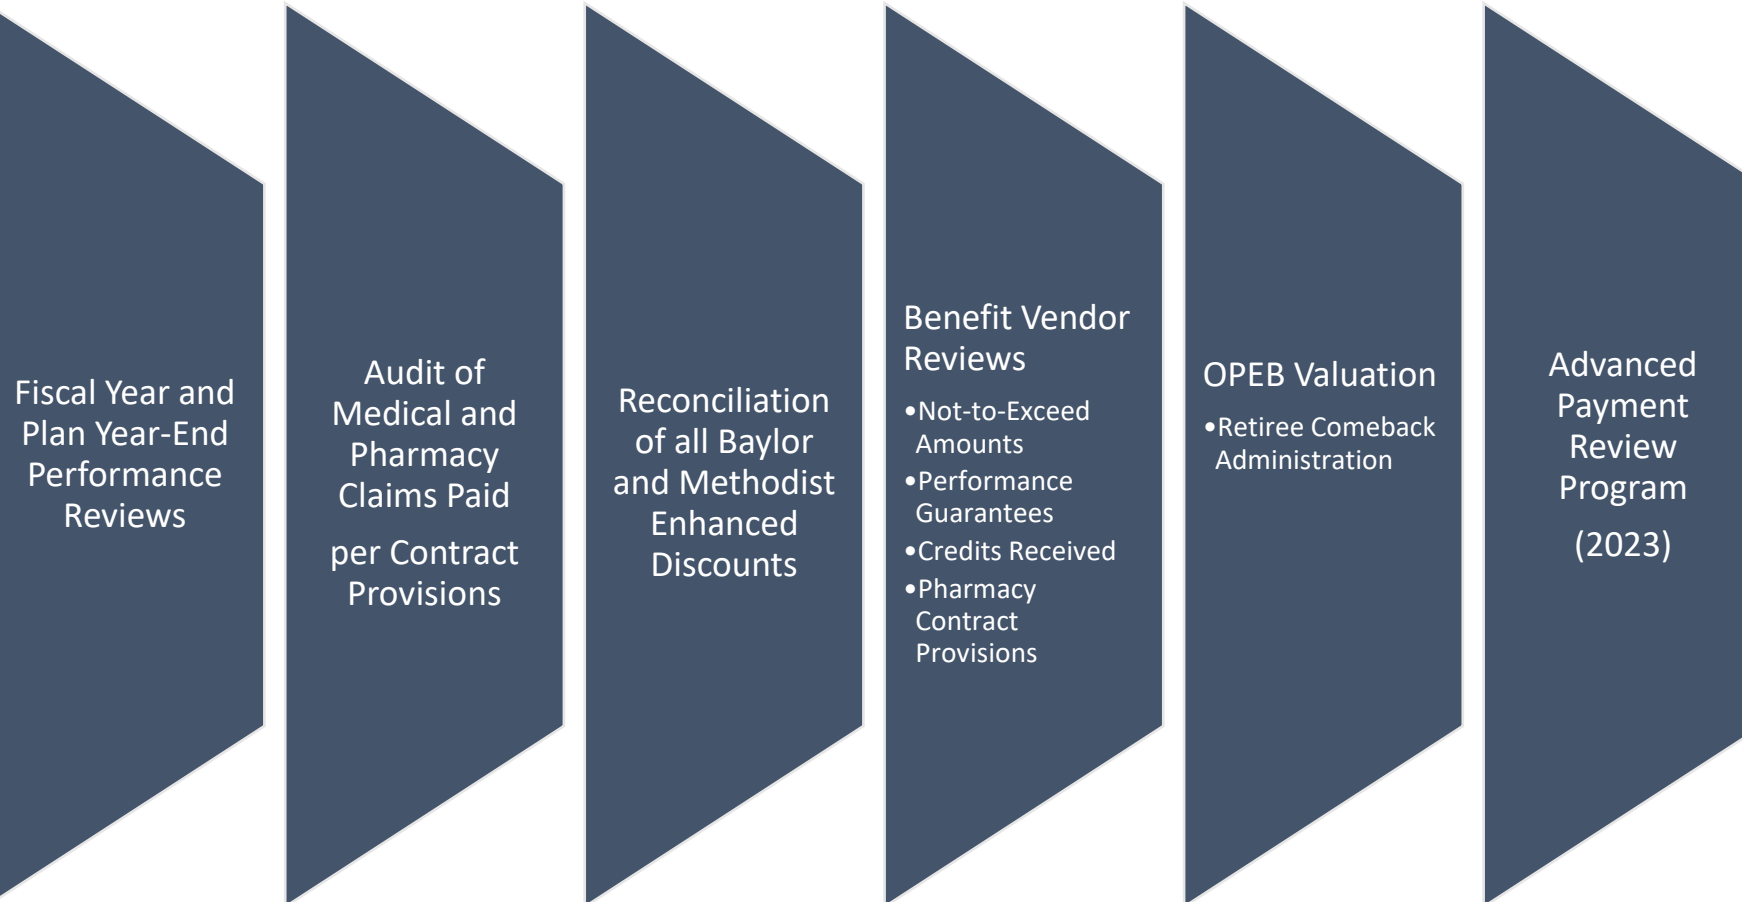 Fiscal Year and
Plan Year-End
Performance
Reviews
Audit of
Medical and
Pharmacy
Claims Paid
per Contract
Provisions
Reconciliation
of all Baylor
and Methodist
Enhanced
Discounts
Benefit Vendor
Reviews
•Not-to-Exceed
Amounts
•Performance
Guarantees
•Credits Received
•Pharmacy
Contract
Provisions
OPEB Valuation
•Retiree Comeback
Administration
Advanced
Payment
Review
Program
(2023)